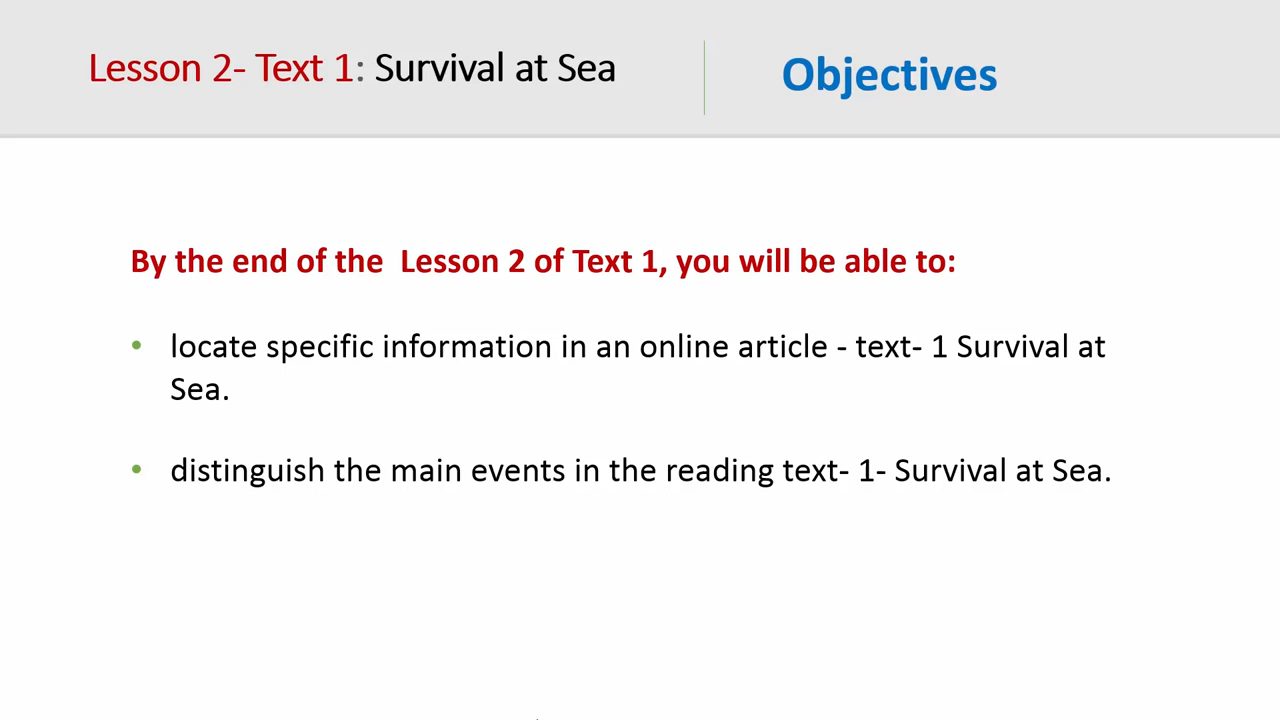 Lesson 2- Text 1: Survival at Sea
Objectives
By the end of the  Lesson 2 of Text 1, you will be able to:
• locate specific information in an online article - text- 1 Survival at
Sea.
• distinguish the main events in the reading text- 1- Survival at Sea.